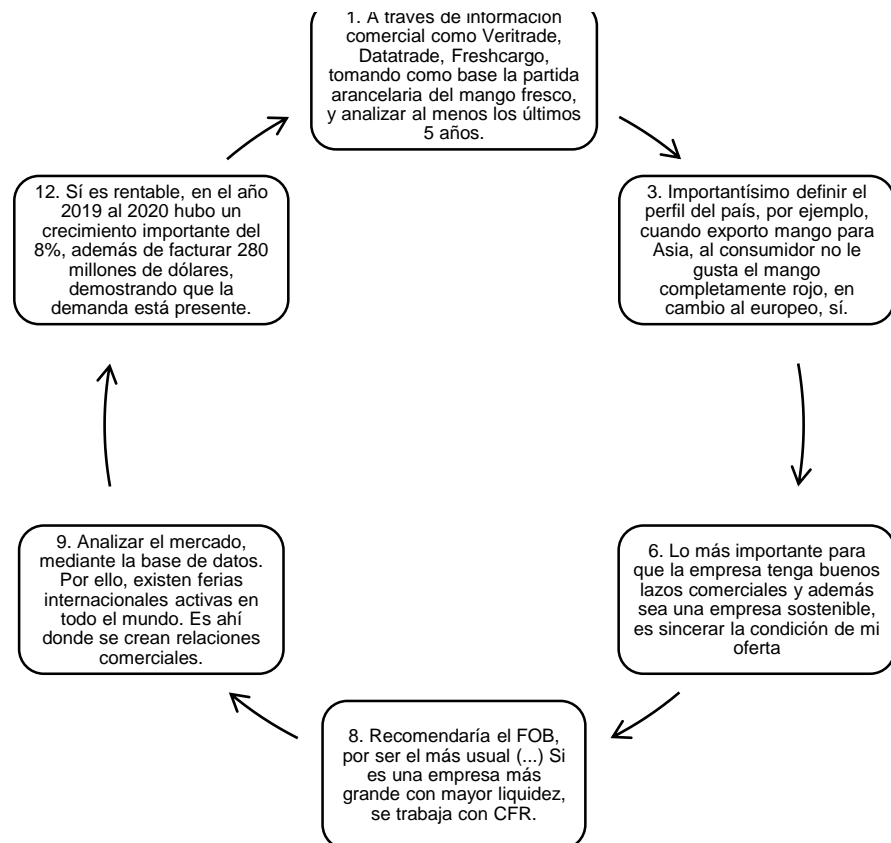 1. A través de información
comercial como Veritrade,
Datatrade, Freshcargo,
tomando como base la partida
arancelaria del mango fresco,
y analizar al menos los últimos
5 años.
3. Importantísimo definir el
perfil del país, por ejemplo,
cuando exporto mango para
Asia, al consumidor no le
gusta el mango
completamente rojo, en
cambio al europeo, sí.
6. Lo más importante para
que la empresa tenga buenos
lazos comerciales y además
sea una empresa sostenible,
es sincerar la condición de mi
oferta
8. Recomendaría el FOB,
por ser el más usual (...) Si
es una empresa más
grande con mayor liquidez,
se trabaja con CFR.
9. Analizar el mercado,
mediante la base de datos.
Por ello, existen ferias
internacionales activas en
todo el mundo. Es ahí
donde se crean relaciones
comerciales.
12. Sí es rentable, en el año
2019 al 2020 hubo un
crecimiento importante del
8%, además de facturar 280
millones de dólares,
demostrando que la
demanda está presente.